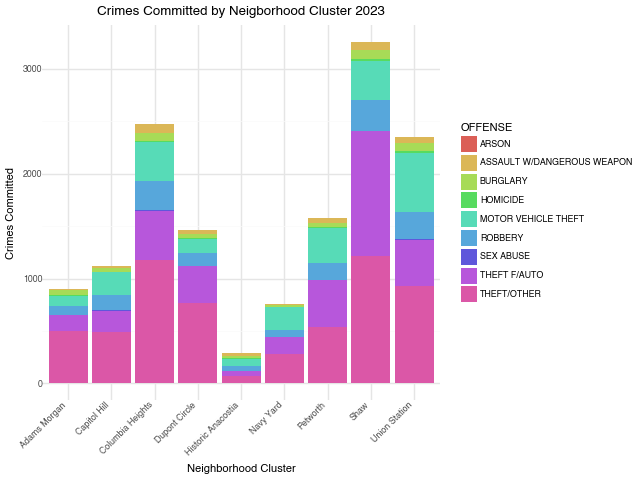 Crimes Committed by Neigborhood Cluster 2023
Crimes Committed
3000
2000
1000
0
Adams Morgan
Capitol Hill
Columbia Heights
Dupont Circle
Historic Anacostia
Navy Yard
Petworth
Shaw
Union Station
Neighborhood Cluster
OFFENSE
ARSON
ASSAULT W/DANGEROUS WEAPON
BURGLARY
HOMICIDE
MOTOR VEHICLE THEFT
ROBBERY
SEX ABUSE
THEFT F/AUTO
THEFT/OTHER